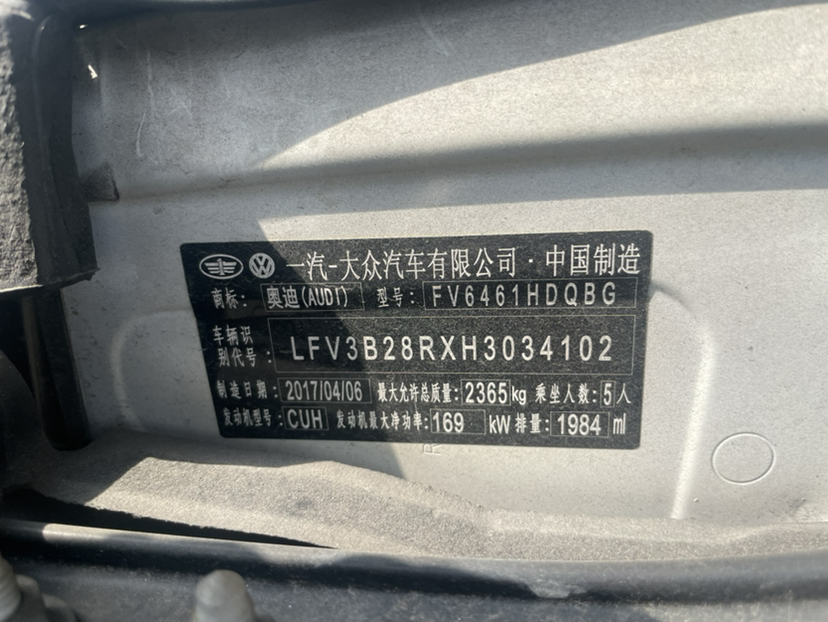 一汽-大众汽车有限公司·中国制造
商标: 奥迪(AUDI) 型号: FV6461HDQBG
车辆识别代号: LFV3B28RXH3034102
制造日期: 2017/04/06 最大允许总质量: 2365kg 乘坐人数: 5人
发动机型号: CUH 发动机最大净功率: 169 kW 排量: 1984 ml